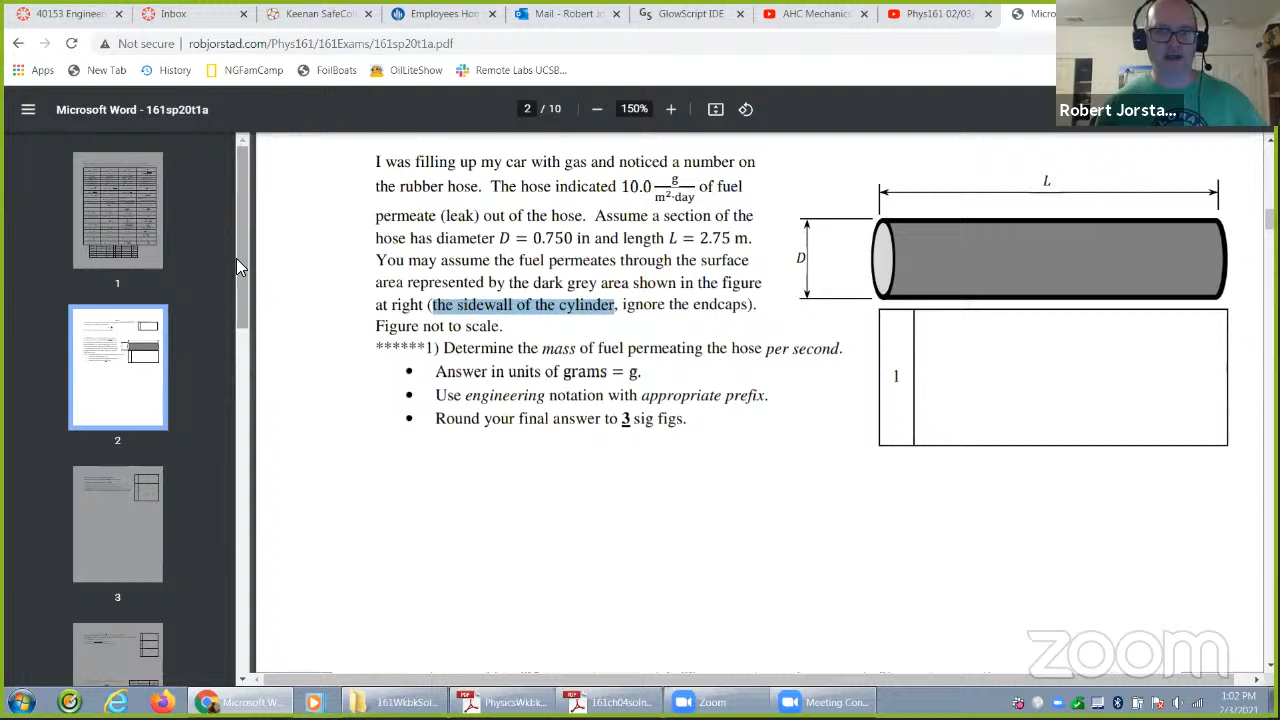 40153 Engineer
Inbox
Keenan SafeCo
Employees Hon
Mail - Robert J
GlowScript IDE
AHC Mechanic
Phys161 02/03/
Micro
Not secure | robjorstad.com/Phys161/161Exams/161sp20t1a.pdf
Apps
New Tab
History
NGFamCamp
FoilBoats
OilLiteShow
Remote Labs UCSB...
Robert Jorsta...
Microsoft Word - 161sp20t1a
2 / 10
150%
1
2
3
I was filling up my car with gas and noticed a number on
the rubber hose. The hose indicated 10.0 g/(m²·day) of fuel
permeate (leak) out of the hose. Assume a section of the
hose has diameter D = 0.750 in and length L = 2.75 m.
You may assume the fuel permeates through the surface
area represented by the dark grey area shown in the figure
at right (the sidewall of the cylinder, ignore the endcaps).
Figure not to scale.
******1) Determine the mass of fuel permeating the hose per second.
• Answer in units of grams = g.
• Use engineering notation with appropriate prefix.
• Round your final answer to 3 sig figs.
L
D
1
zoom
Microsoft W...
161WkbkSol...
PhysicsWkbk...
161ch04soln...
Zoom
Meeting Con...
1:02 PM
2/3/2021